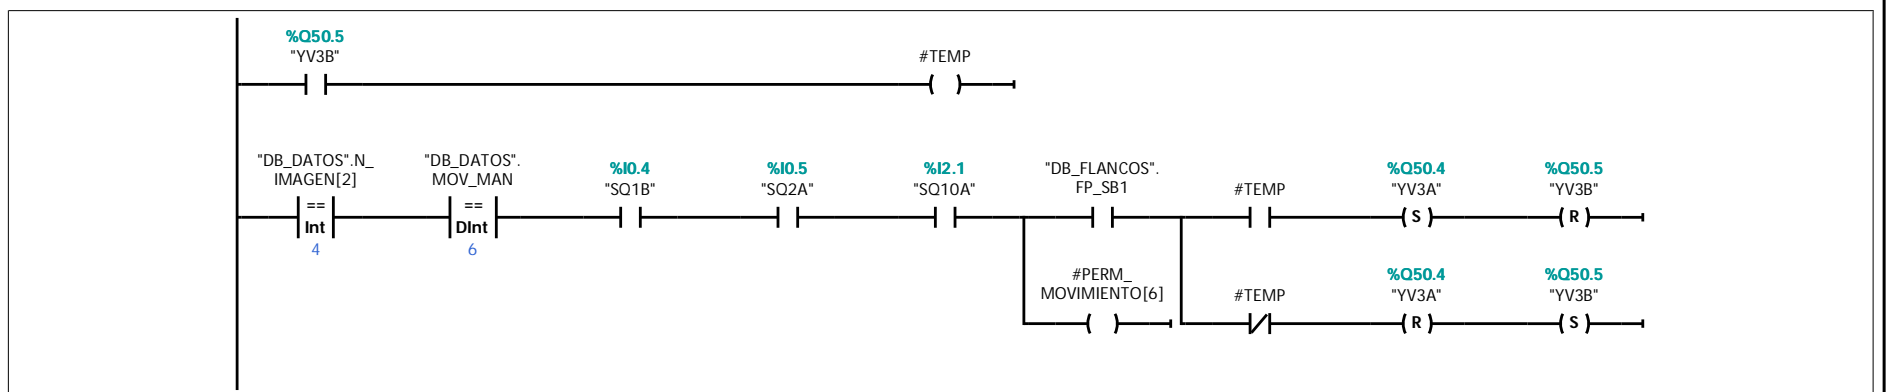 %Q50.5
"YV3B"
#TEMP
( )
"DB_DATOS".N_
IMAGEN[2]
==
Int
4
"DB_DATOS".
MOV_MAN
==
DInt
6
%I0.4
"SQ1B"
%I0.5
"SQ2A"
%I2.1
"SQ10A"
"DB_FLANCOS".
FP_SB1
#TEMP
%Q50.4
"YV3A"
( S )
%Q50.5
"YV3B"
( R )
#PERM_
MOVIMIENTO[6]
( )
#TEMP
%Q50.4
"YV3A"
( R )
%Q50.5
"YV3B"
( S )